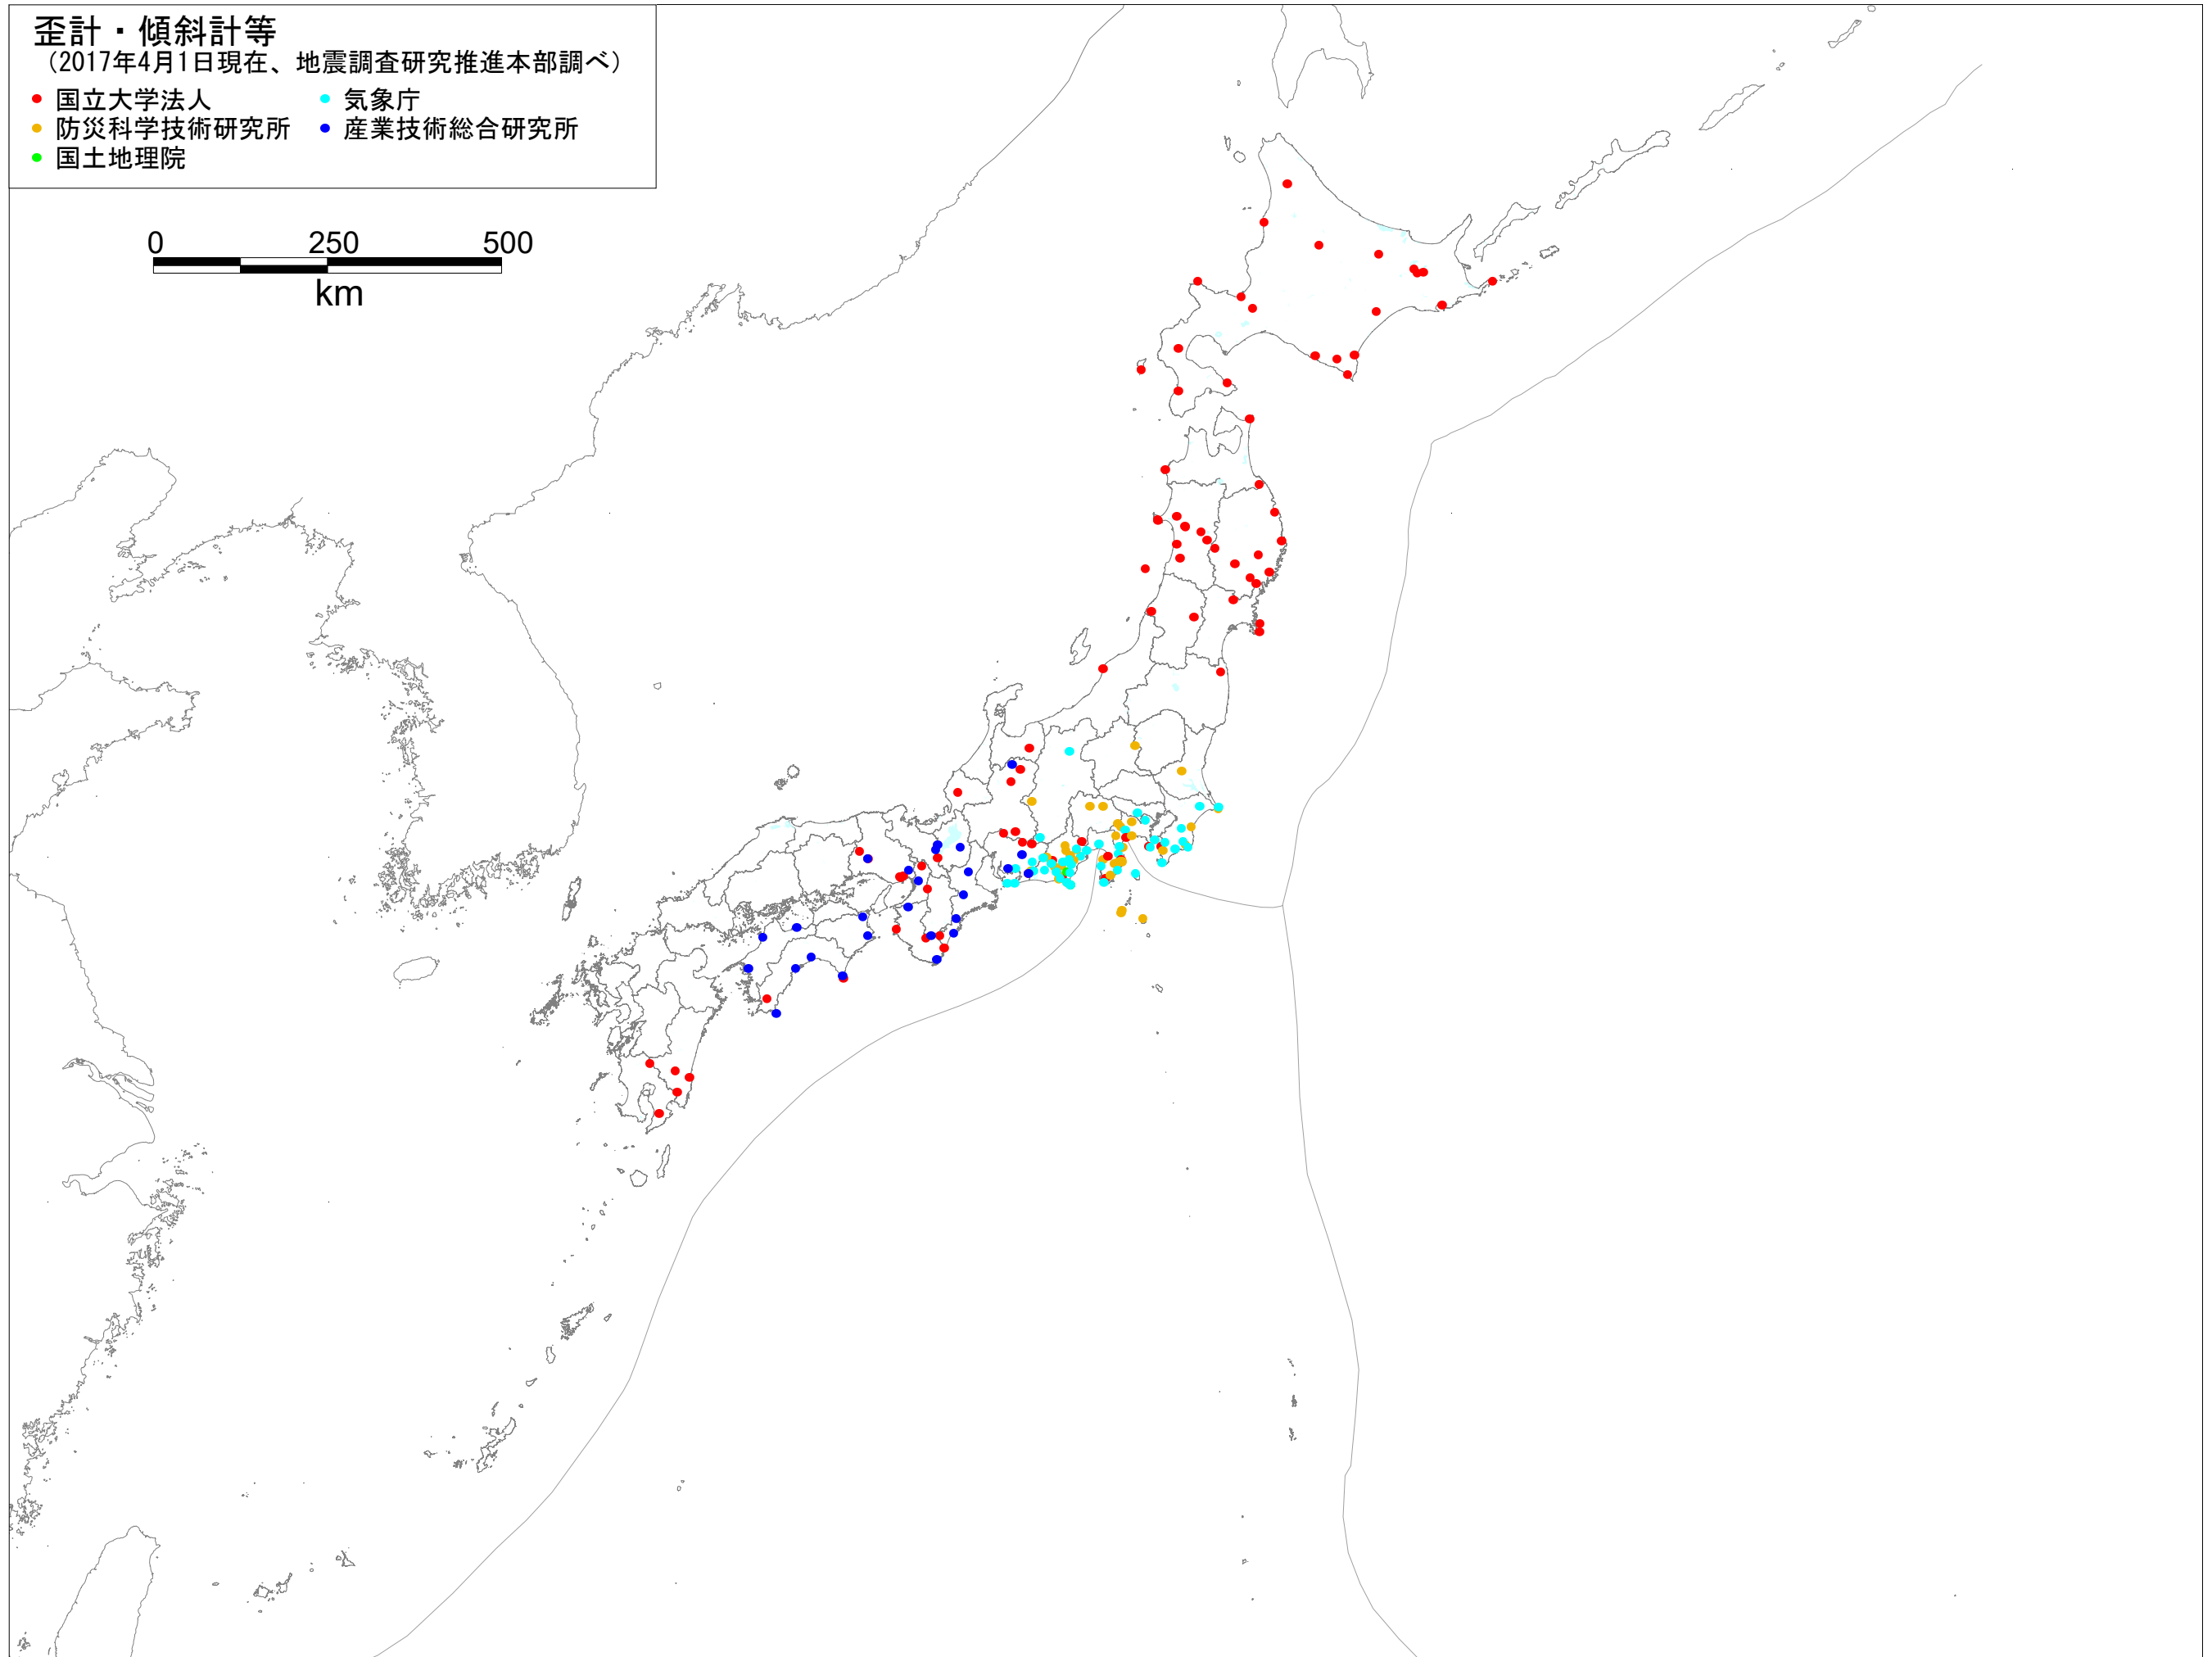 歪計・傾斜計等
（2017年4月1日現在、地震調査研究推進本部調べ）
国立大学法人
気象庁
防災科学技術研究所
産業技術総合研究所
国土地理院
0 250 500
km